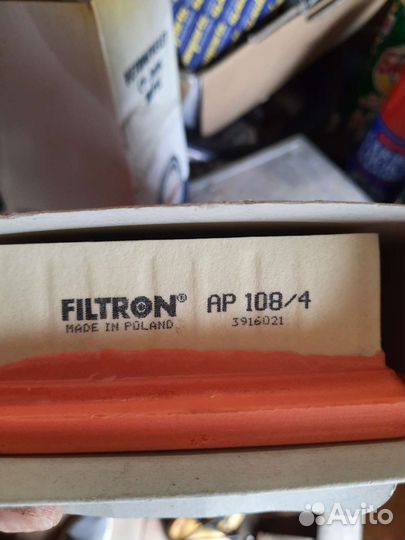 FILTRON® AP 108/4
MADE IN POLAND 3916021
Avito